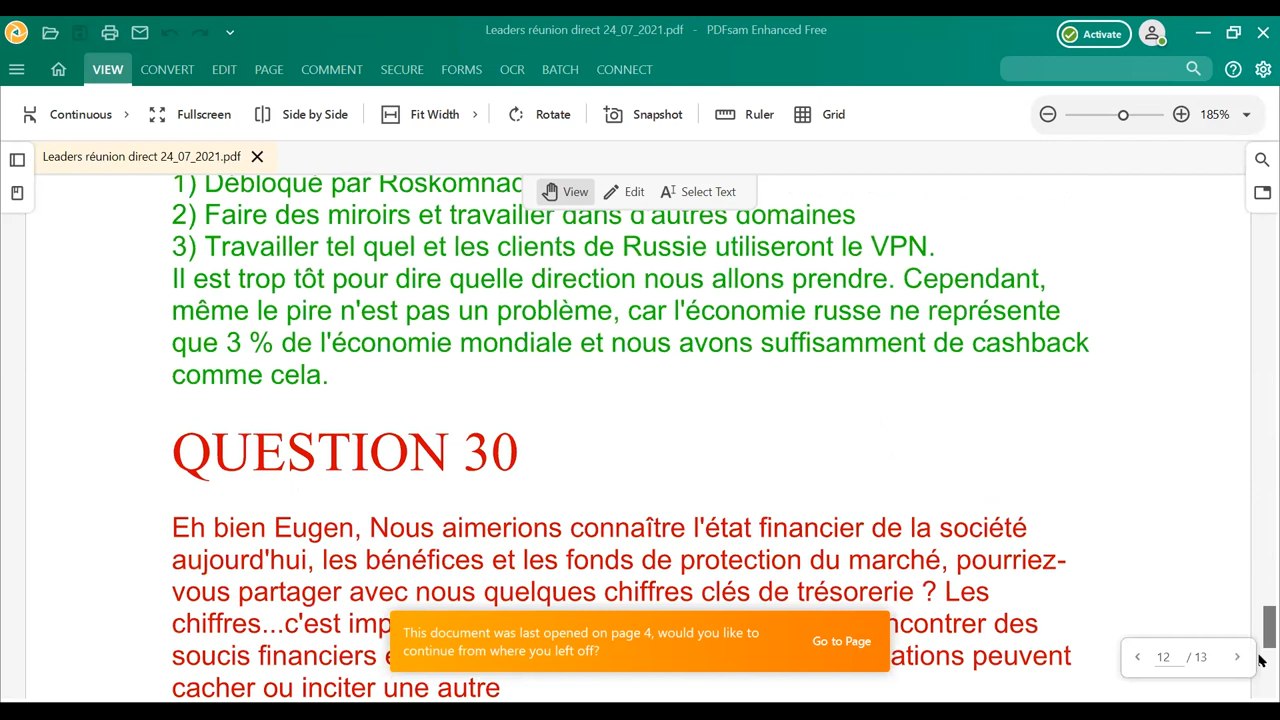 Leaders réunion direct 24_07_2021.pdf - PDFsam Enhanced Free
Activate
VIEW CONVERT EDIT PAGE COMMENT SECURE FORMS OCR BATCH CONNECT
Continuous Fullscreen Side by Side Fit Width Rotate Snapshot Ruler Grid 185%
Leaders réunion direct 24_07_2021.pdf
View Edit Select Text
1) Débloqué par
2) Faire des miroirs et travailler dans d'autres domaines
3) Travailler tel quel et les clients de Russie utiliseront le VPN.
Il est trop tôt pour dire quelle direction nous allons prendre. Cependant,
même le pire n'est pas un problème, car l'économie russe ne représente
que 3 % de l'économie mondiale et nous avons suffisamment de cashback
comme cela.
QUESTION 30
Eh bien Eugen, Nous aimerions connaître l'état financier de la société
aujourd'hui, les bénéfices et les fonds de protection du marché, pourriez-
vous partager avec nous quelques chiffres clés de trésorerie ? Les
chiffres...c'est des
soucis financiers peuvent
cacher ou inciter une autre
This document was last opened on page 4, would you like to
continue from where you left off?
Go to Page
12 / 13